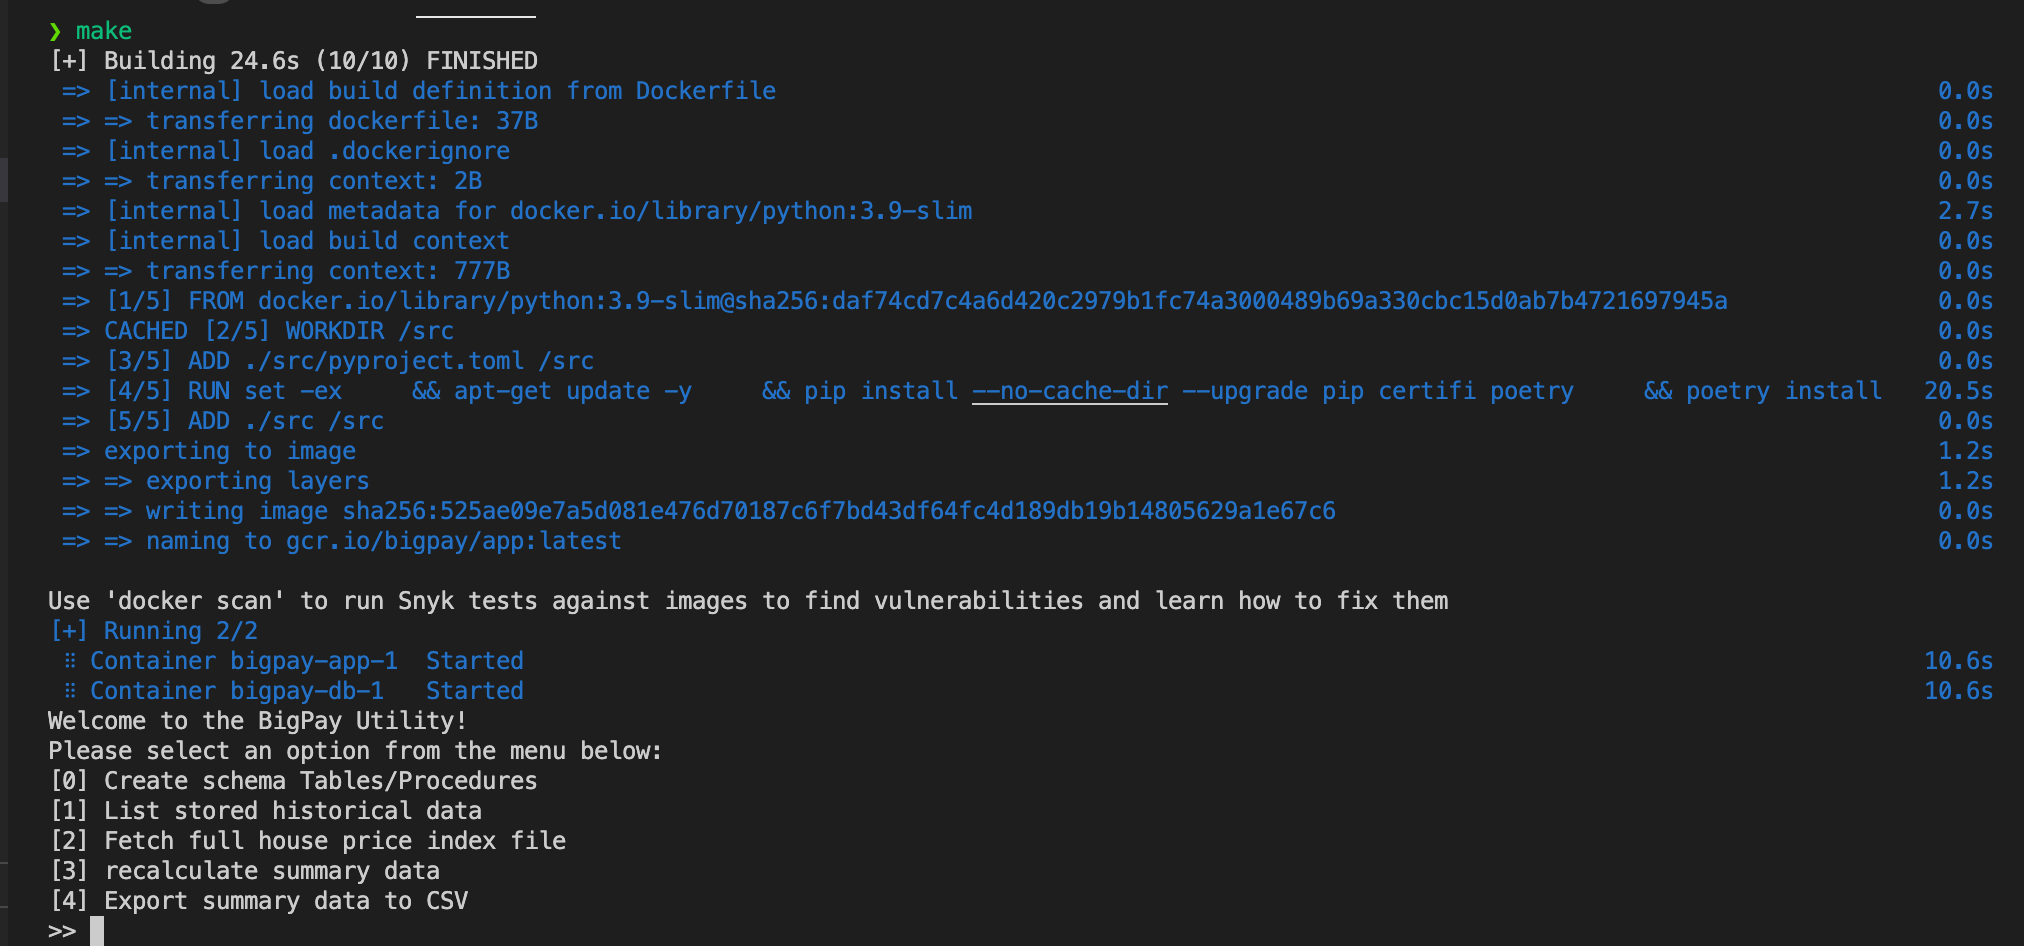 ❯ make
[+] Building 24.6s (10/10) FINISHED
=> [internal] load build definition from Dockerfile 0.0s
=> => transferring dockerfile: 37B 0.0s
=> [internal] load .dockerignore 0.0s
=> => transferring context: 2B 0.0s
=> [internal] load metadata for docker.io/library/python:3.9-slim 2.7s
=> [internal] load build context 0.0s
=> => transferring context: 777B 0.0s
=> [1/5] FROM docker.io/library/python:3.9-slim@sha256:daf74cd7c4a6d420c2979b1fc74a3000489b69a330cbc15d0ab7b4721697945a 0.0s
=> CACHED [2/5] WORKDIR /src 0.0s
=> [3/5] ADD ./src/pyproject.toml /src 0.0s
=> [4/5] RUN set -ex     && apt-get update -y     && pip install --no-cache-dir --upgrade pip certifi poetry     && poetry install 20.5s
=> [5/5] ADD ./src /src 0.0s
=> exporting to image 1.2s
=> => exporting layers 1.2s
=> => writing image sha256:525ae09e7a5d081e476d70187c6f7bd43df64fc4d189db19b14805629a1e67c6 0.0s
=> => naming to gcr.io/bigpay/app:latest 0.0s
Use 'docker scan' to run Snyk tests against images to find vulnerabilities and learn how to fix them
[+] Running 2/2
⠿ Container bigpay-app-1  Started 10.6s
⠿ Container bigpay-db-1   Started 10.6s
Welcome to the BigPay Utility!
Please select an option from the menu below:
[0] Create schema Tables/Procedures
[1] List stored historical data
[2] Fetch full house price index file
[3] recalculate summary data
[4] Export summary data to CSV
>>